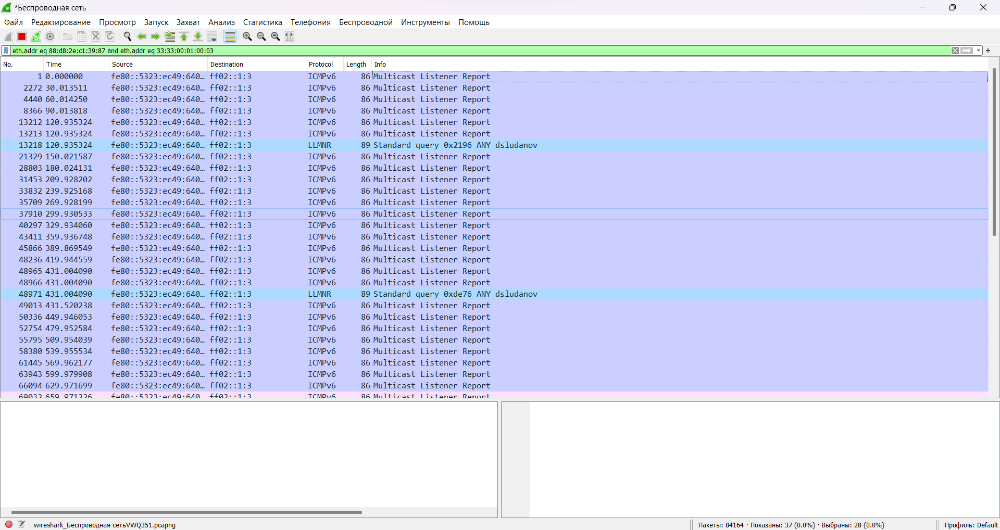 *Беспроводная сеть
Файл Редактирование Просмотр Запуск Захват Анализ Статистика Телефония Беспроводной Инструменты Помощь
eth.addr eq 88:d8:2e:c1:39:87 and eth.addr eq 33:33:00:01:00:03
No. Time Source Destination Protocol Length Info
1 0.000000 fe80::5323:ec49:640… ff02::1:3 ICMPv6 86 Multicast Listener Report
2272 30.013511 fe80::5323:ec49:640… ff02::1:3 ICMPv6 86 Multicast Listener Report
4440 60.014250 fe80::5323:ec49:640… ff02::1:3 ICMPv6 86 Multicast Listener Report
8366 90.013818 fe80::5323:ec49:640… ff02::1:3 ICMPv6 86 Multicast Listener Report
13212 120.935324 fe80::5323:ec49:640… ff02::1:3 ICMPv6 86 Multicast Listener Report
13213 120.935324 fe80::5323:ec49:640… ff02::1:3 ICMPv6 86 Multicast Listener Report
13218 120.935324 fe80::5323:ec49:640… ff02::1:3 LLMNR 89 Standard query 0x2196 ANY dsludanov
21329 150.021587 fe80::5323:ec49:640… ff02::1:3 ICMPv6 86 Multicast Listener Report
28803 180.024131 fe80::5323:ec49:640… ff02::1:3 ICMPv6 86 Multicast Listener Report
31453 209.928202 fe80::5323:ec49:640… ff02::1:3 ICMPv6 86 Multicast Listener Report
33832 239.925168 fe80::5323:ec49:640… ff02::1:3 ICMPv6 86 Multicast Listener Report
35709 269.928199 fe80::5323:ec49:640… ff02::1:3 ICMPv6 86 Multicast Listener Report
37910 299.930533 fe80::5323:ec49:640… ff02::1:3 ICMPv6 86 Multicast Listener Report
40297 329.934060 fe80::5323:ec49:640… ff02::1:3 ICMPv6 86 Multicast Listener Report
43411 359.936748 fe80::5323:ec49:640… ff02::1:3 ICMPv6 86 Multicast Listener Report
45866 389.869549 fe80::5323:ec49:640… ff02::1:3 ICMPv6 86 Multicast Listener Report
48236 419.944559 fe80::5323:ec49:640… ff02::1:3 ICMPv6 86 Multicast Listener Report
48965 431.004090 fe80::5323:ec49:640… ff02::1:3 ICMPv6 86 Multicast Listener Report
48966 431.004090 fe80::5323:ec49:640… ff02::1:3 ICMPv6 86 Multicast Listener Report
48971 431.004090 fe80::5323:ec49:640… ff02::1:3 LLMNR 89 Standard query 0xde76 ANY dsludanov
49013 431.520238 fe80::5323:ec49:640… ff02::1:3 ICMPv6 86 Multicast Listener Report
50336 449.946053 fe80::5323:ec49:640… ff02::1:3 ICMPv6 86 Multicast Listener Report
52754 479.952584 fe80::5323:ec49:640… ff02::1:3 ICMPv6 86 Multicast Listener Report
55795 509.954039 fe80::5323:ec49:640… ff02::1:3 ICMPv6 86 Multicast Listener Report
58380 539.955534 fe80::5323:ec49:640… ff02::1:3 ICMPv6 86 Multicast Listener Report
61445 569.962177 fe80::5323:ec49:640… ff02::1:3 ICMPv6 86 Multicast Listener Report
63943 599.979908 fe80::5323:ec49:640… ff02::1:3 ICMPv6 86 Multicast Listener Report
66094 629.971699 fe80::5323:ec49:640… ff02::1:3 ICMPv6 86 Multicast Listener Report
69032 659.971226 fe80::5323:ec49:640… ff02::1:3 ICMPv6 86 Multicast Listener Report
wireshark_Беспроводная сетьVWQ351.pcapng
Пакеты: 84164 · Показаны: 37 (0.0%) · Выбраны: 28 (0.0%)
Профиль: Default